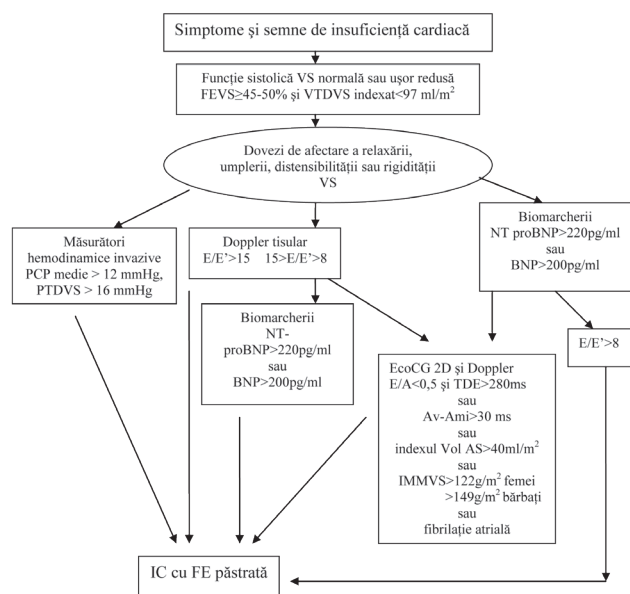 Simptome şi semne de insuficienţă cardiacă
Funcţie sistolică VS normală sau uşor redusă
FEVS≥45-50% şi VTDVS indexat<97 ml/m²
Dovezi de afectare a relaxării,
umplerii, distensibilităţii sau rigidităţii
VS
Măsurători
hemodinamice invazive
PCP medie > 12 mmHg,
PTDVS > 16 mmHg
Doppler tisular
E/E'>15 15>E/E'>8
Biomarcherii
NT proBNP>220pg/ml
sau
BNP>200pg/ml
Biomarcherii
NT-
proBNP>220pg/ml
sau
BNP>200pg/ml
E/E'>8
EcoCG 2D şi Doppler
E/A<0,5 şi TDE>280ms
sau
Av-Ami>30 ms
sau
indexul Vol AS>40ml/m²
sau
IMMVS>122g/m² femei
>149g/m² bărbaţi
sau
fibrilaţie atrială
IC cu FE păstrată